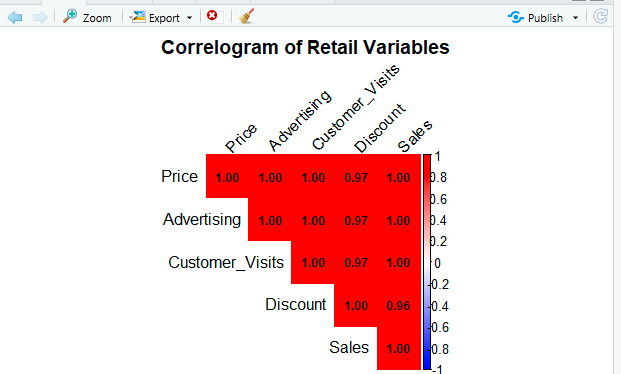 Zoom Export Publish
Correlogram of Retail Variables
Price Advertising Customer_Visits Discount Sales
Price 1.00 1.00 1.00 0.97 1.00
Advertising 1.00 1.00 0.97 1.00
Customer_Visits 1.00 0.97 1.00
Discount 1.00 0.96
Sales 1.00
1
0.8
0.6
0.4
0.2
0
-0.2
-0.4
-0.6
-0.8
-1